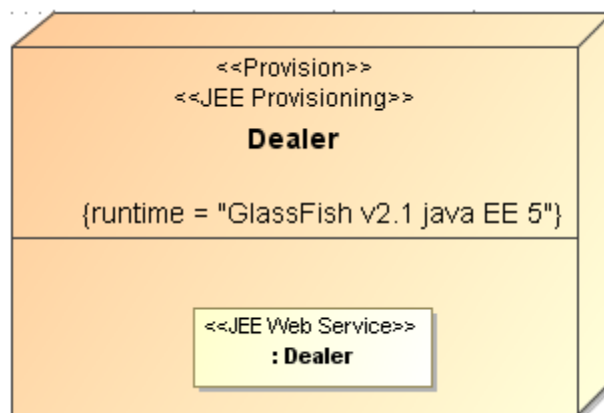 <<Provision>>
<<JEE Provisioning>>
Dealer
{runtime = "GlassFish v2.1 java EE 5"}
<<JEE Web Service>>
: Dealer